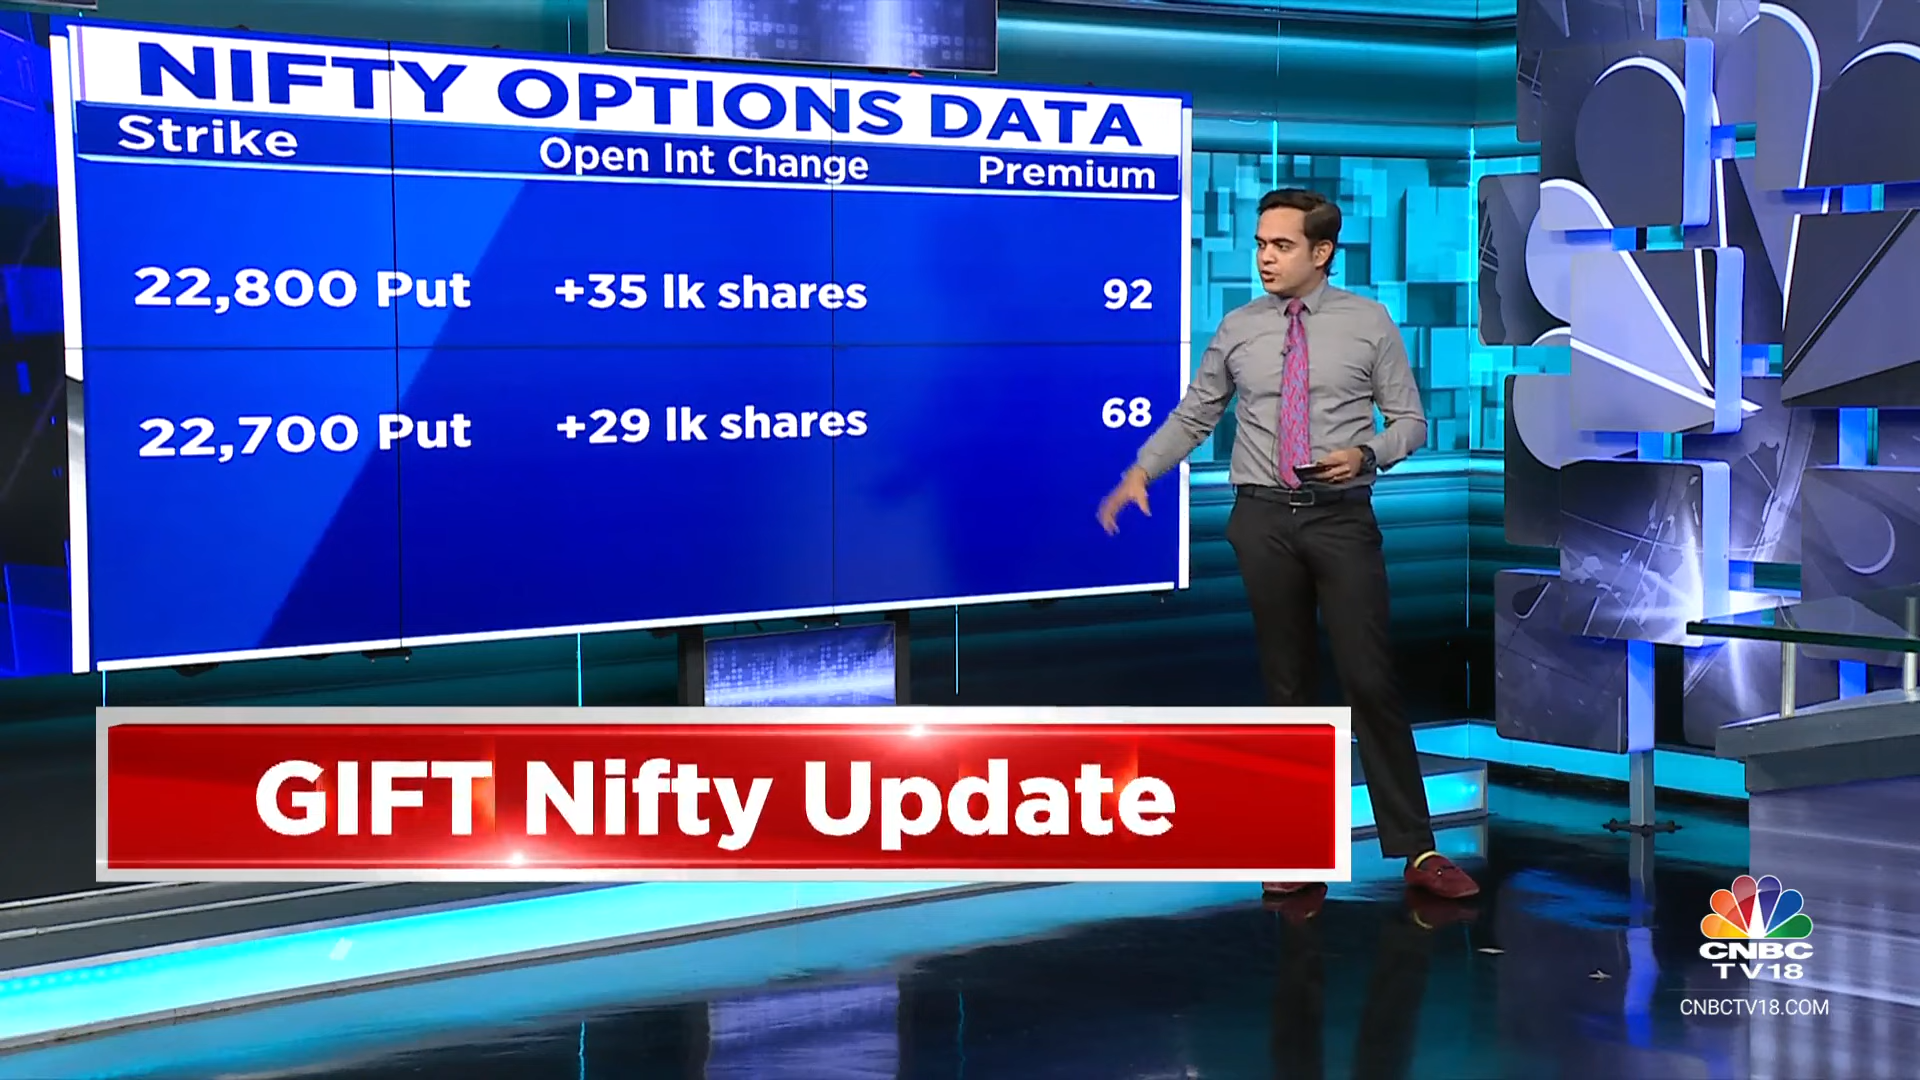 NIFTY OPTIONS DATA
Strike Open Int Change Premium
22,800 Put +35 lk shares 92
22,700 Put +29 lk shares 68
GIFT Nifty Update
CNBC
TV18
CNBCTV18.COM